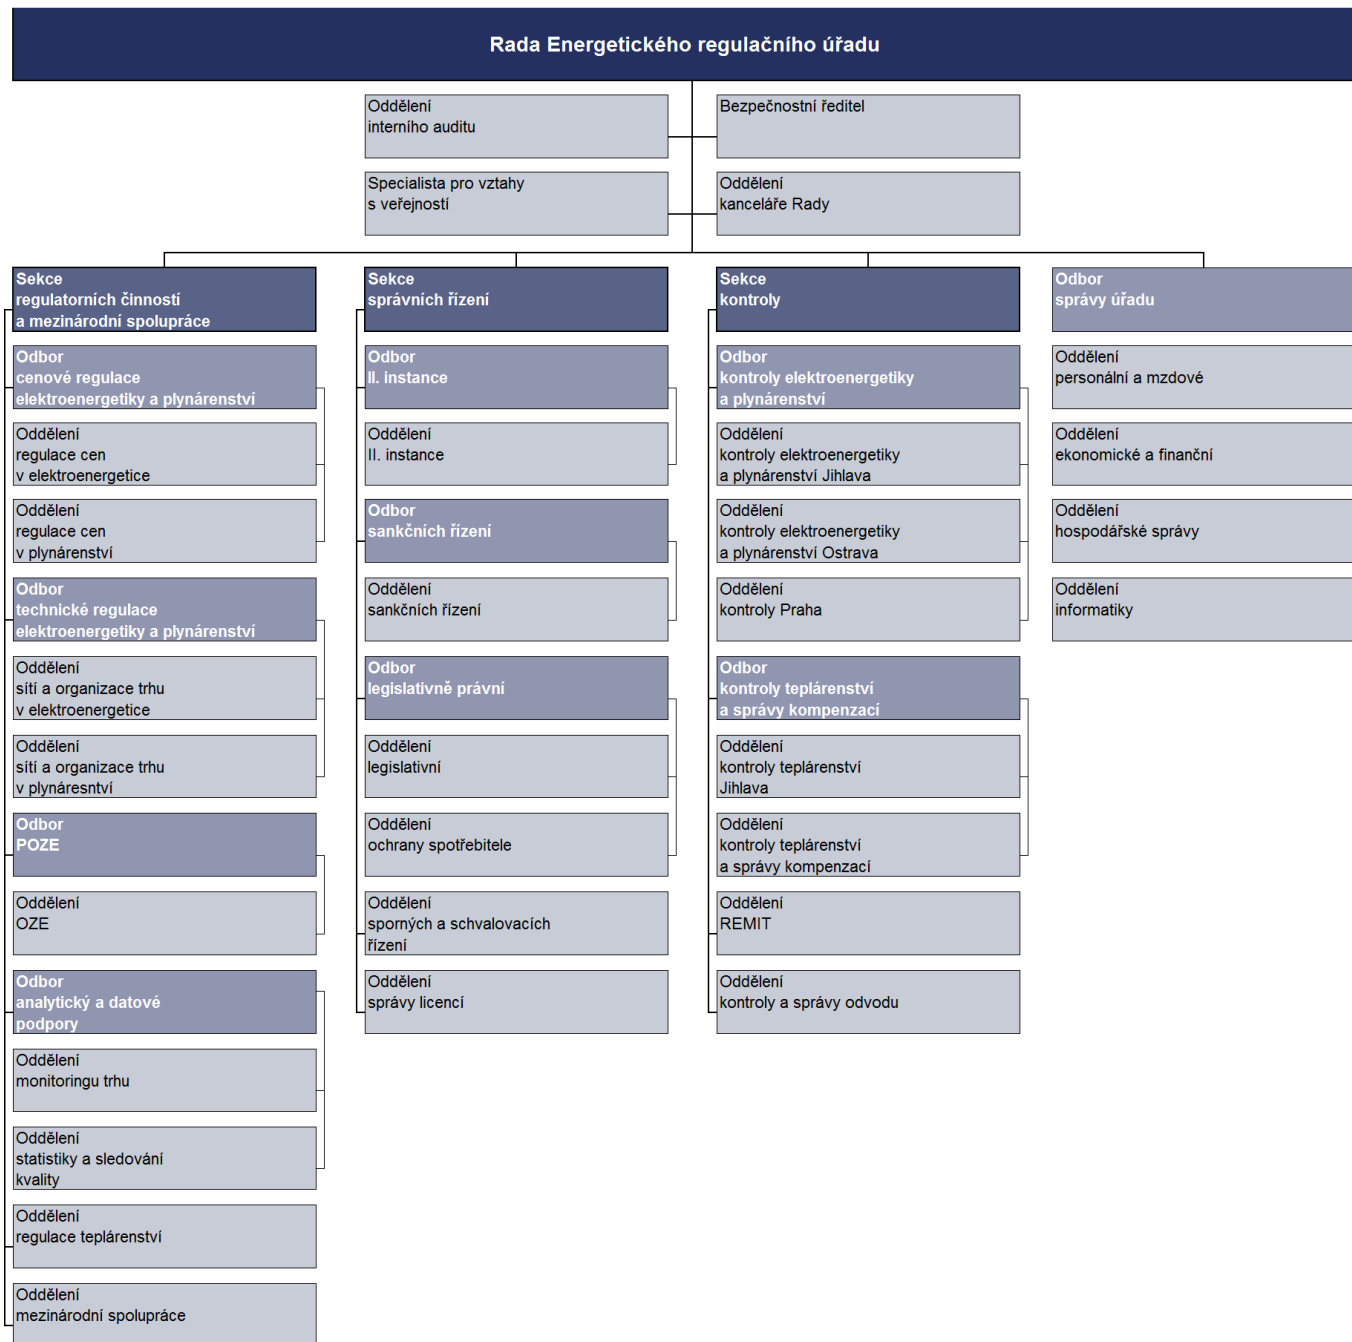 Rada Energetického regulačního úřadu
Oddělení
interního auditu
Bezpečnostní ředitel
Specialista pro vztahy
s veřejností
Oddělení
kanceláře Rady
Sekce
regulatorních činností
a mezinárodní spolupráce
Odbor
cenové regulace
elektroenergetiky a plynárenství
Oddělení
regulace cen
v elektroenergetice
Oddělení
regulace cen
v plynárenství
Odbor
technické regulace
elektroenergetiky a plynárenství
Oddělení
sítí a organizace trhu
v elektroenergetice
Oddělení
sítí a organizace trhu
v plynáresntví
Odbor
POZE
Oddělení
OZE
Odbor
analytický a datové
podpory
Oddělení
monitoringu trhu
Oddělení
statistiky a sledování
kvality
Oddělení
regulace teplárenství
Oddělení
mezinárodní spolupráce
Sekce
správních řízení
Odbor
II. instance
Oddělení
II. instance
Odbor
sankčních řízení
Oddělení
sankčních řízení
Odbor
legislativně právní
Oddělení
legislativní
Oddělení
ochrany spotřebitele
Oddělení
sporných a schvalovacích
řízení
Oddělení
správy licencí
Sekce
kontroly
Odbor
kontroly elektroenergetiky
a plynárenství
Oddělení
kontroly elektroenergetiky
a plynárenství Jihlava
Oddělení
kontroly elektroenergetiky
a plynárenství Ostrava
Oddělení
kontroly Praha
Odbor
kontroly teplárenství
a správy kompenzací
Oddělení
kontroly teplárenství
Jihlava
Oddělení
kontroly teplárenství
a správy kompenzací
Oddělení
REMIT
Oddělení
kontroly a správy odvodu
Odbor
správy úřadu
Oddělení
personální a mzdové
Oddělení
ekonomické a finanční
Oddělení
hospodářské správy
Oddělení
informatiky